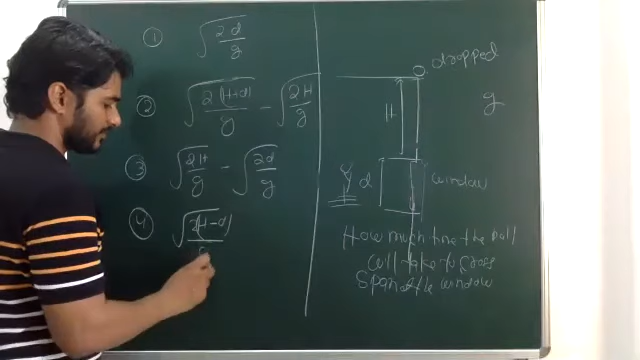 ① √2d/g
② √2(H+d)/g - √2H/g
③ √2H/g - √2d/g
④ √2(H-d)/
dropped
g
H
d
window
How much time the ball
will take to cross
span of the window